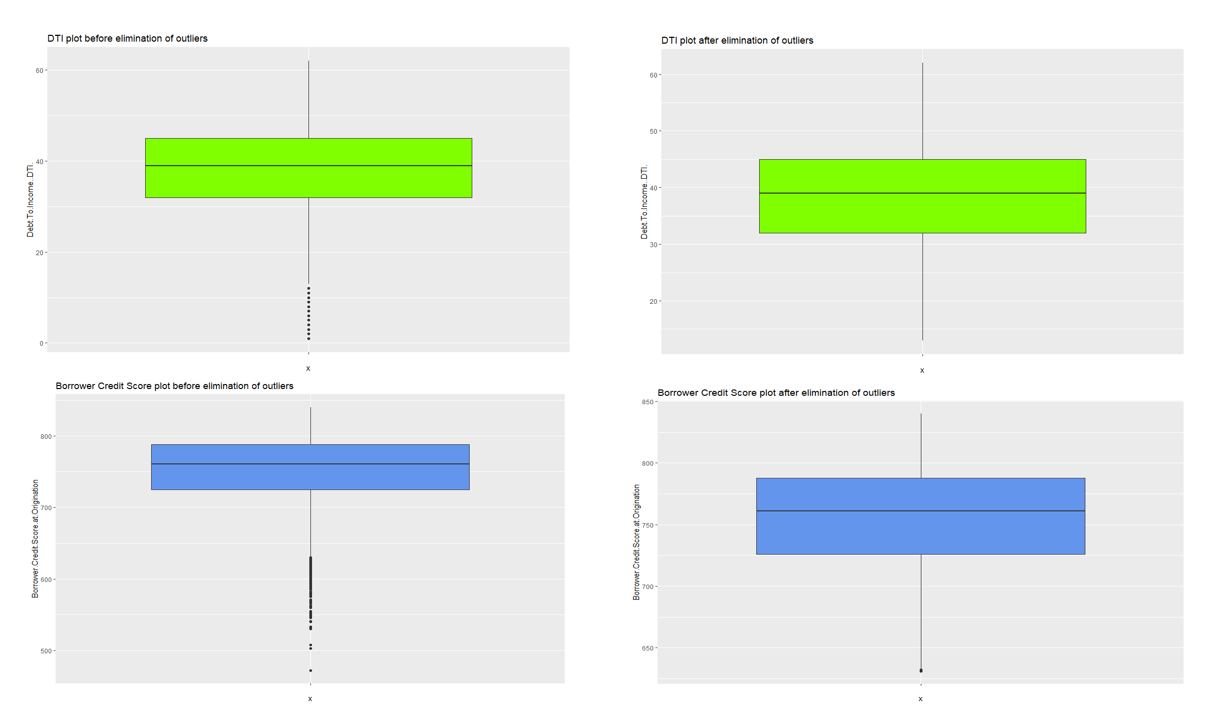 DTI plot before elimination of outliers
60
40
20
0
Debt.To.Income..DTI.
x
DTI plot after elimination of outliers
60
50
40
30
20
Debt.To.Income..DTI.
x
Borrower Credit Score plot before elimination of outliers
800
700
600
500
Borrower.Credit.Score.at.Origination
x
Borrower Credit Score plot after elimination of outliers
850
800
750
700
650
Borrower.Credit.Score.at.Origination
x